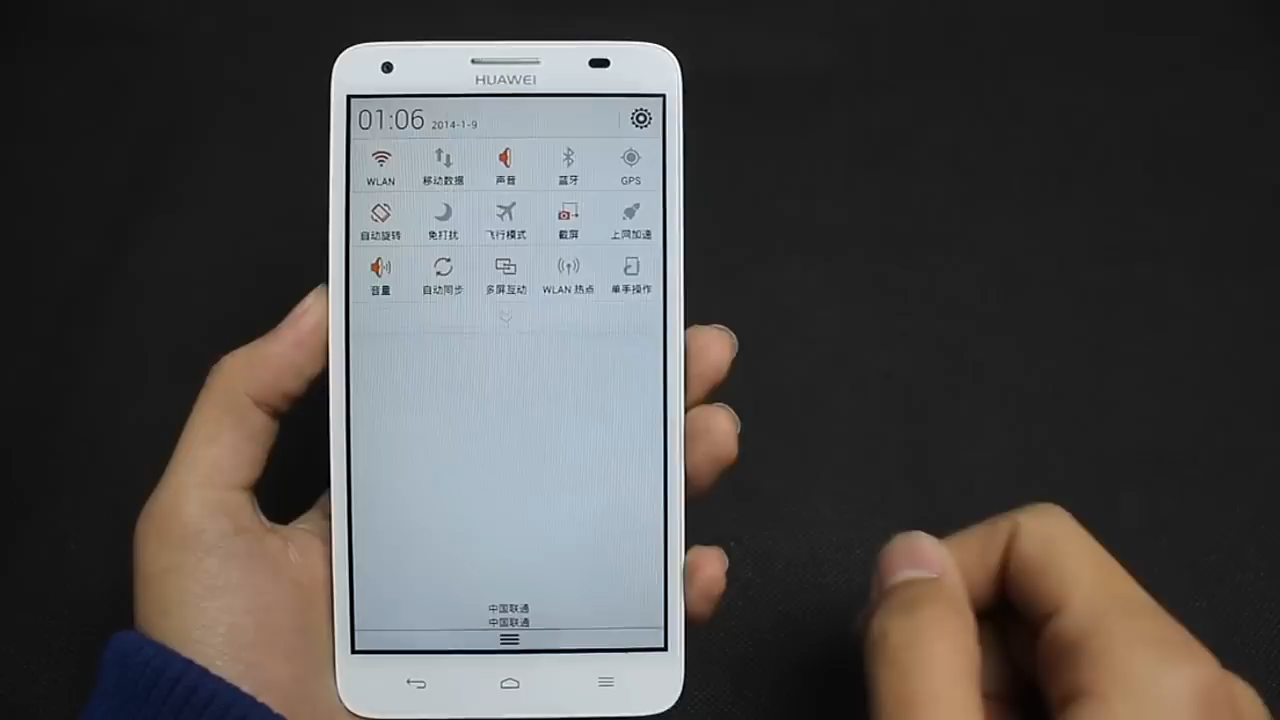 HUAWEI
01:06 2014-1-9
WLAN 移动数据 声音 蓝牙 GPS
自动旋转 免打扰 飞行模式 截屏 上网加速
音量 自动同步 多屏互动 WLAN 热点 单手操作
中国联通
中国联通